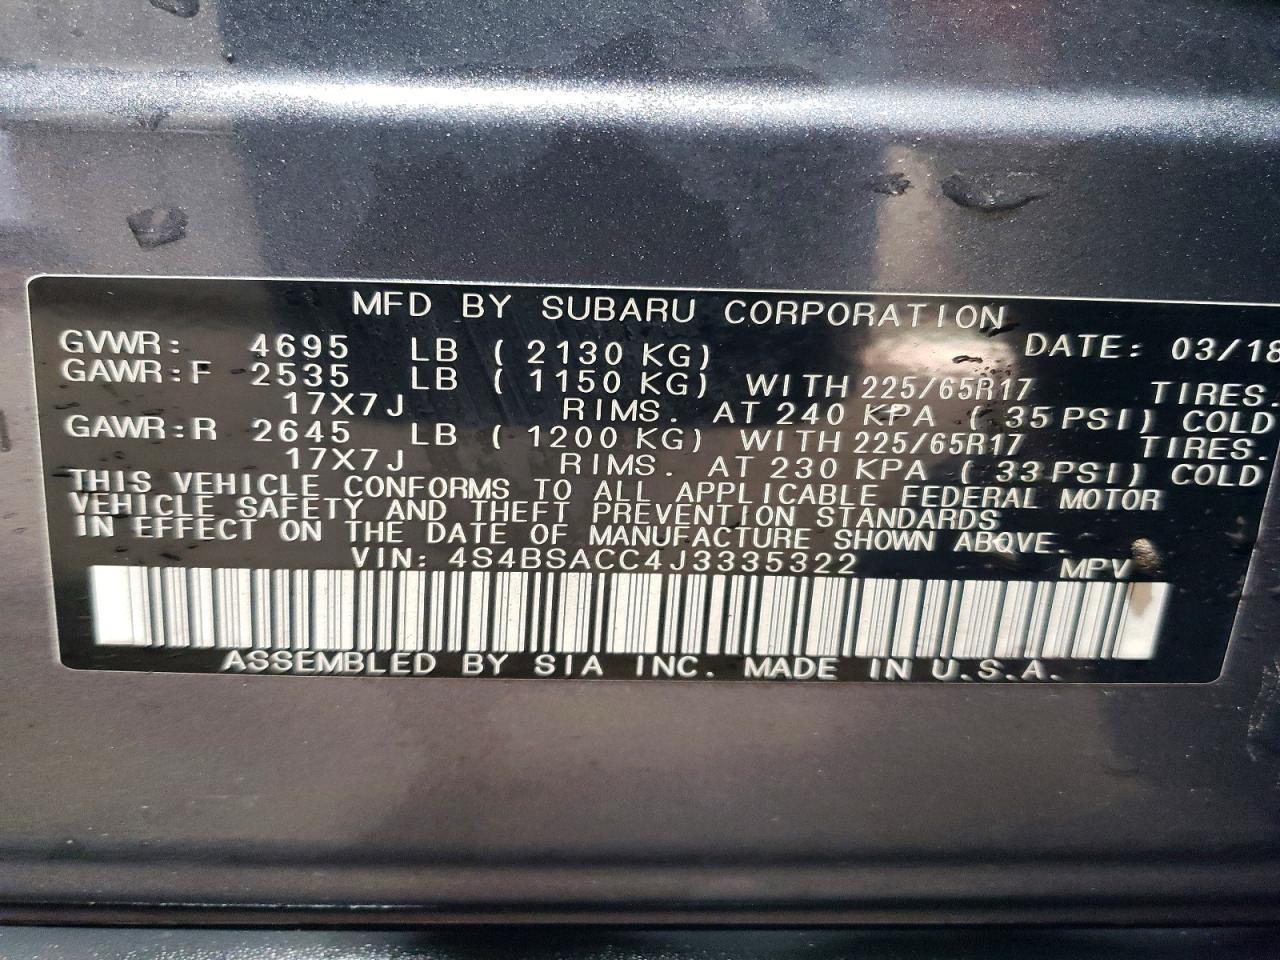 MFD BY SUBARU CORPORATION
GVWR: 4695 LB ( 2130 KG) DATE: 03/18
GAWR:F 2535 LB ( 1150 KG) WITH 225/65R17 TIRES.
17X7J RIMS. AT 240 KPA ( 35 PSI) COLD
GAWR:R 2645 LB ( 1200 KG) WITH 225/65R17 TIRES.
17X7J RIMS. AT 230 KPA ( 33 PSI) COLD
THIS VEHICLE CONFORMS TO ALL APPLICABLE FEDERAL MOTOR
VEHICLE SAFETY AND THEFT PREVENTION STANDARDS
IN EFFECT ON THE DATE OF MANUFACTURE SHOWN ABOVE.
VIN: 4S4BSACC4J3335322 MPV
ASSEMBLED BY SIA INC. MADE IN U.S.A.